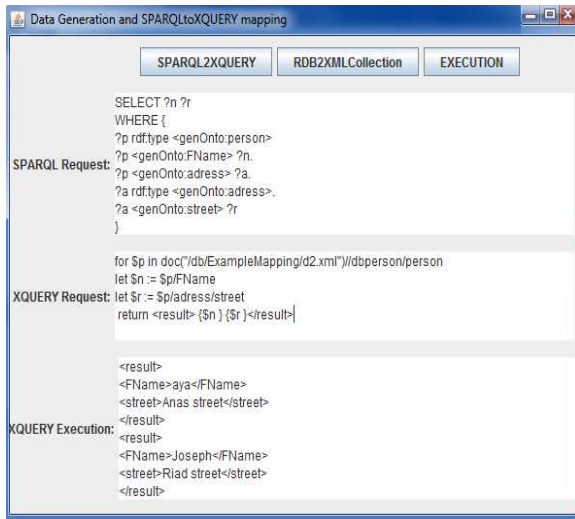 Data Generation and SPARQLtoXQUERY mapping
SPARQL2XQUERY RDB2XMLCollection EXECUTION
SPARQL Request:
SELECT ?n ?r
WHERE {
?p rdf:type <genOnto:person>
?p <genOnto:FName> ?n.
?p <genOnto:adress> ?a.
?a rdf:type <genOnto:adress>.
?a <genOnto:street> ?r
}
XQUERY Request:
for $p in doc("/db/ExampleMapping/d2.xml")//dbperson/person
let $n := $p/FName
let $r := $p/adress/street
return <result> {$n } {$r }</result>
XQUERY Execution:
<result>
<FName>aya</FName>
<street>Anas street</street>
</result>
<result>
<FName>Joseph</FName>
<street>Riad street</street>
</result>